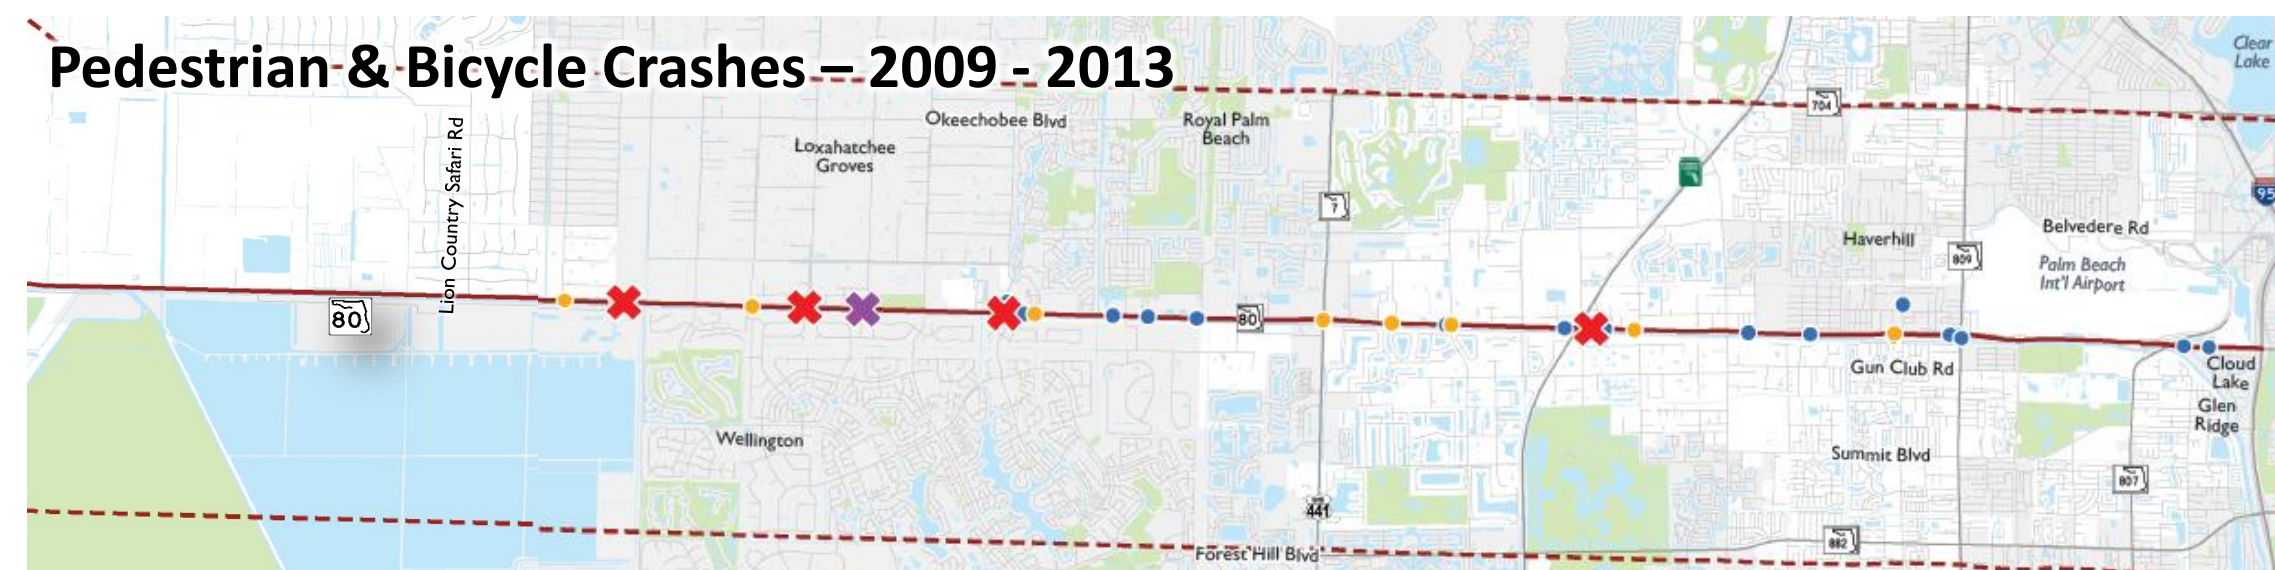 Pedestrian & Bicycle Crashes – 2009 - 2013
Clear
Lake
704
Okeechobee Blvd
Royal Palm
Beach
Lion Country Safari Rd
Loxahatchee
Groves
95
7
Belvedere Rd
Haverhill
809
Palm Beach
Int'l Airport
80
80
Gun Club Rd
Cloud
Lake
Glen
Ridge
Wellington
Summit Blvd
807
441
882
Forest Hill Blvd